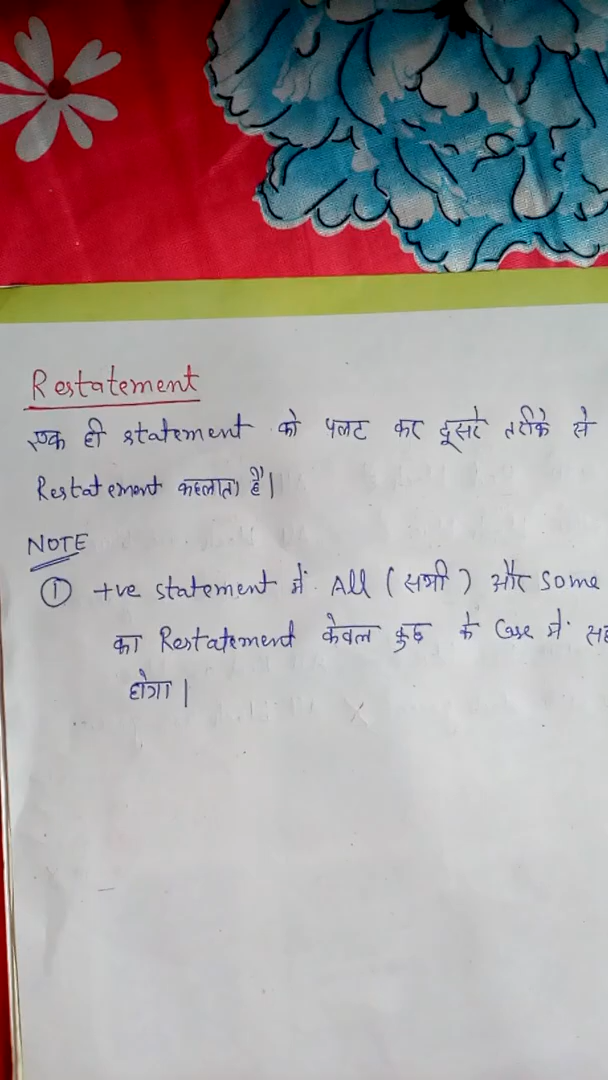 Restatement
एक ही statement को पलट कर दूसरे तरीके से
Restatement कहलाता है।
NOTE
① +ve statement में All (सभी) और Some
का Restatement केवल कुछ के Case में
होगा।